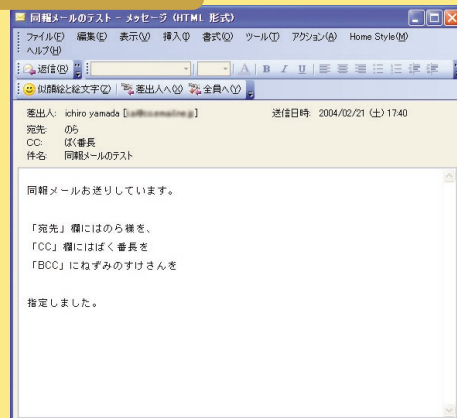 同報メールのテスト - メッセージ (HTML 形式)
ファイル(F) 編集(E) 表示(V) 挿入(I) 書式(O) ツール(T) アクション(A) Home Style(M)
ヘルプ(H)
返信(R) A B I U
似顔絵と絵文字(Z) 差出人へ(X) 全員へ(Y)
差出人: ichiro yamada [ ] 送信日時: 2004/02/21 (土) 17:40
宛先: のら
CC: ばく番長
件名: 同報メールのテスト
同報メールお送りしています。
「宛先」欄にはのら様を、
「CC」欄にはばく番長を
「BCC」にねずみのすけさんを
指定しました。